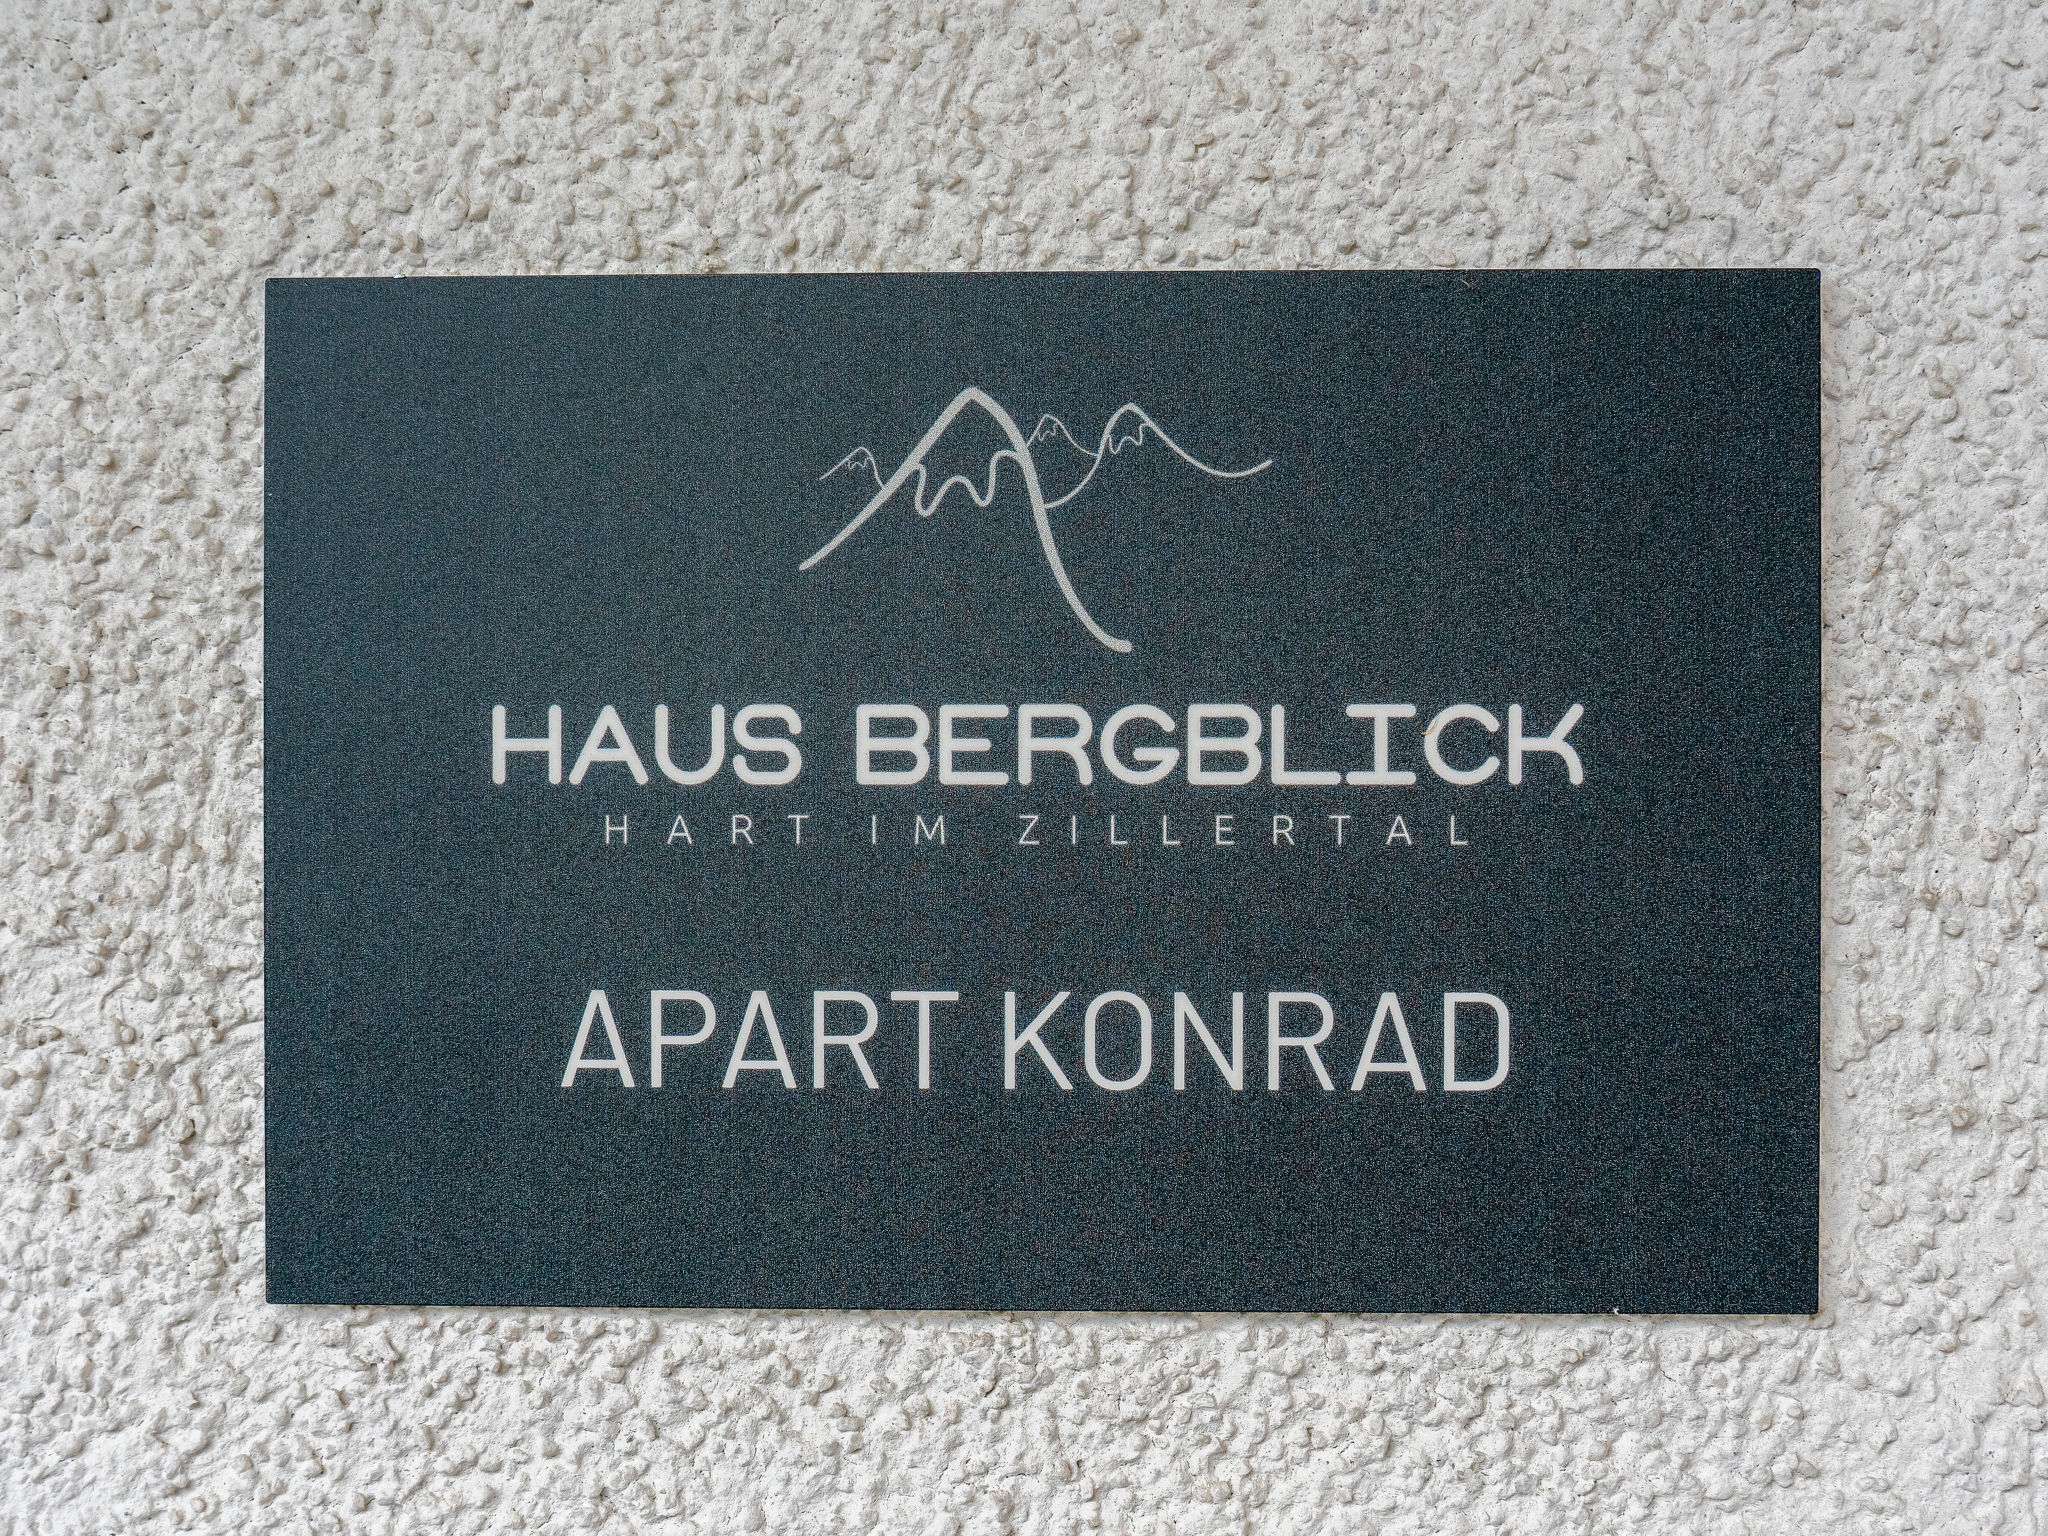 HAUS BERGBLICK
HART IM ZILLERTAL
APART KONRAD